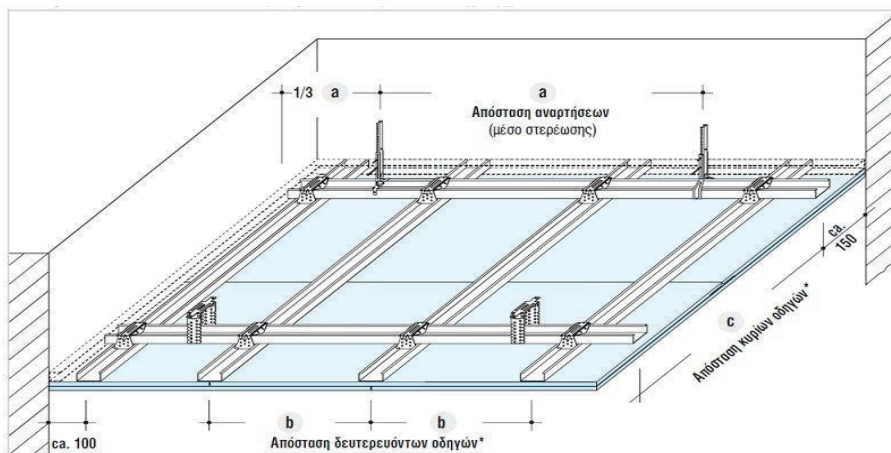 1/3 a
a
Απόσταση αναρτήσεων
(μέσο στερέωσης)
ca.
150
c
Απόσταση κυρίων οδηγών*
b
b
ca. 100
Απόσταση δευτερευόντων οδηγών*